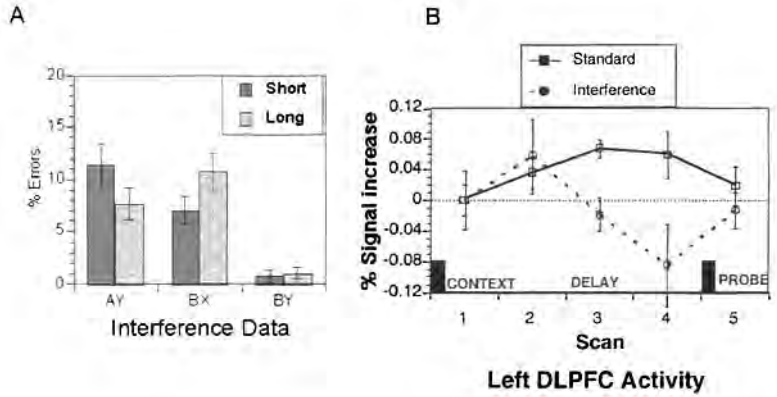 A
20
15
10
5
0
% Errors
Short
Long
AY
BX
BY
Interference Data
B
Standard
Interference
0.12
0.08
0.04
0
-0.04
-0.08
-0.12
% Signal increase
CONTEXT
DELAY
PROBE
1
2
3
4
5
Scan
Left DLPFC Activity